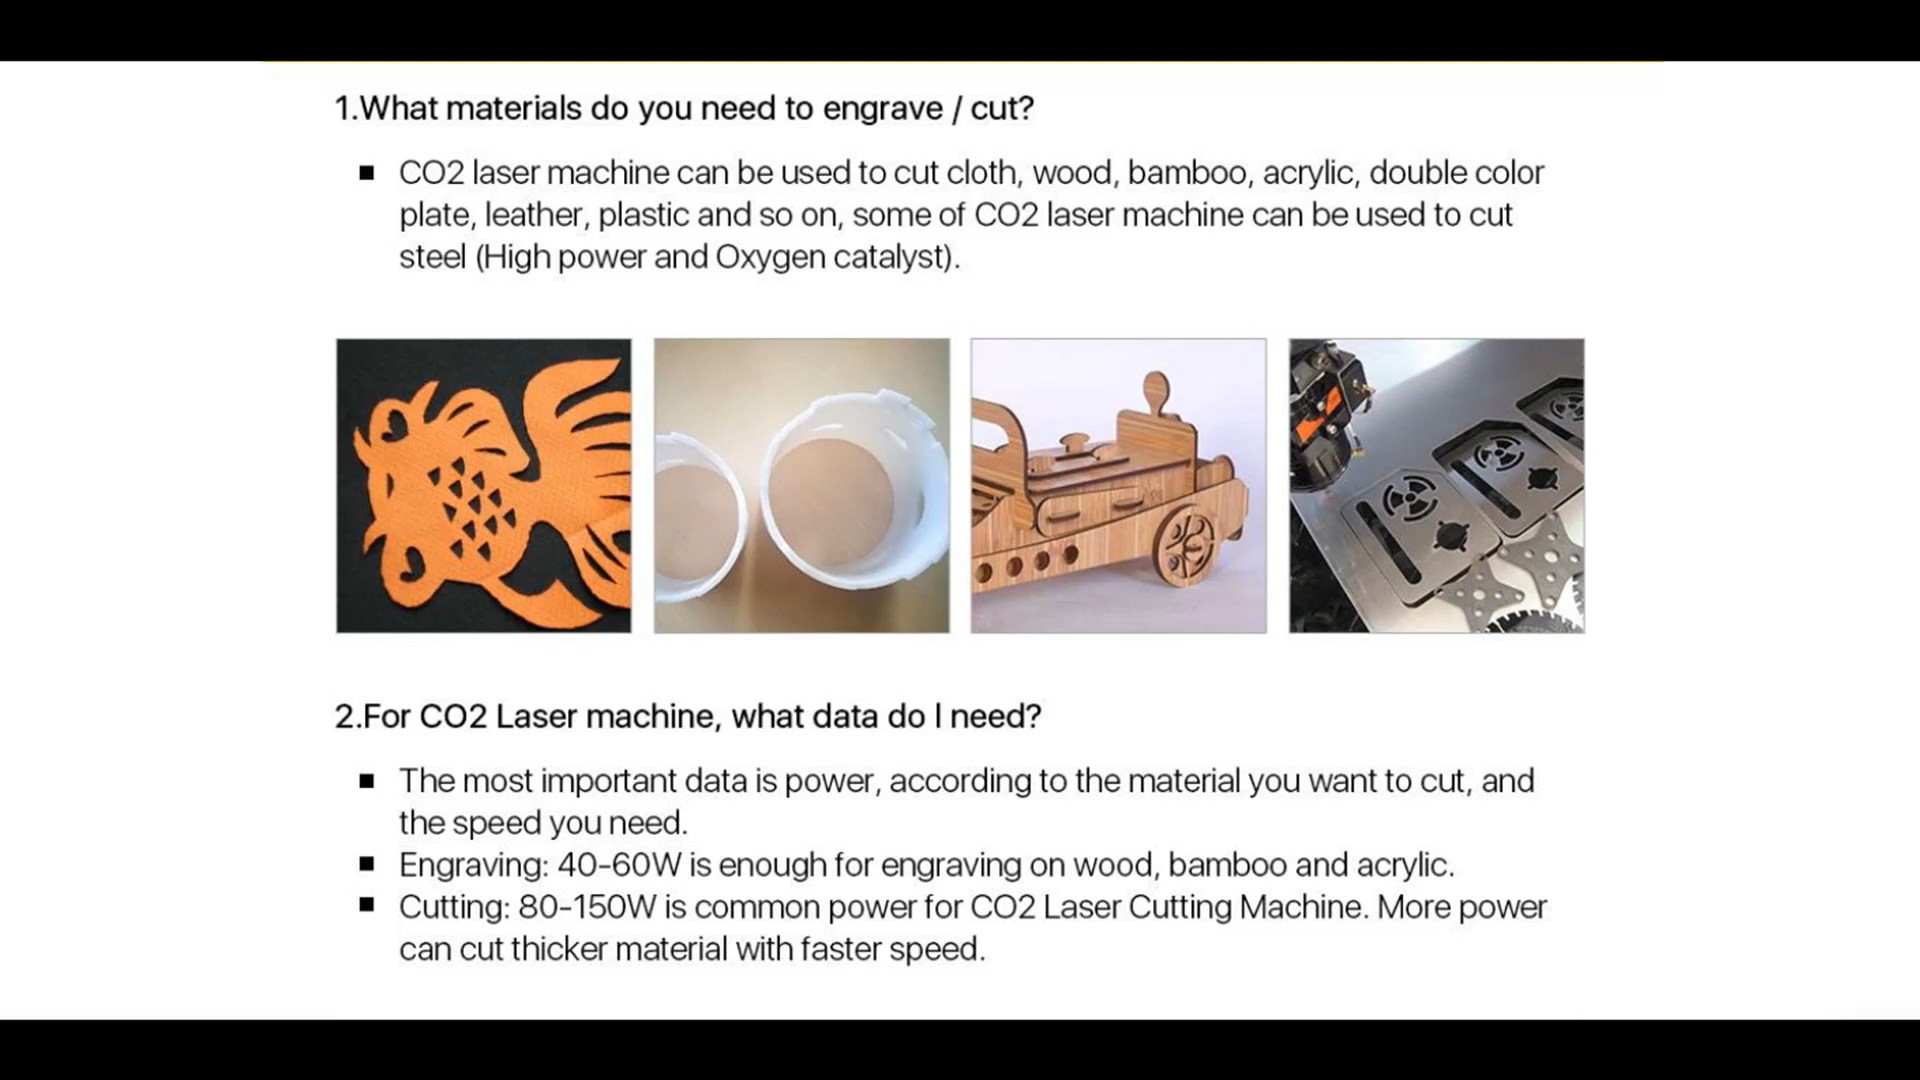 1.What materials do you need to engrave / cut?
■ CO2 laser machine can be used to cut cloth, wood, bamboo, acrylic, double color
plate, leather, plastic and so on, some of CO2 laser machine can be used to cut
steel (High power and Oxygen catalyst).
2.For CO2 Laser machine, what data do I need?
■ The most important data is power, according to the material you want to cut, and
the speed you need.
■ Engraving: 40-60W is enough for engraving on wood, bamboo and acrylic.
■ Cutting: 80-150W is common power for CO2 Laser Cutting Machine. More power
can cut thicker material with faster speed.